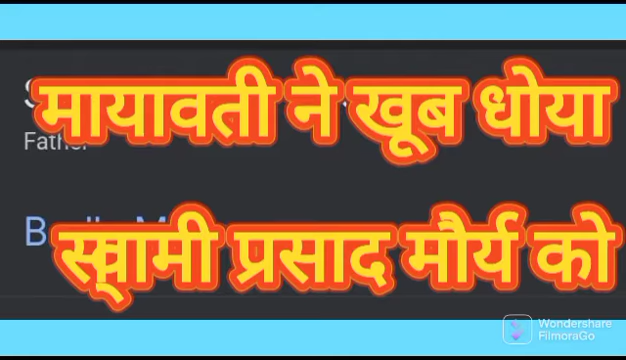 मायावती ने खूब धोया
Father
स्वामी प्रसाद मौर्य को
Wondershare
FilmoraGo